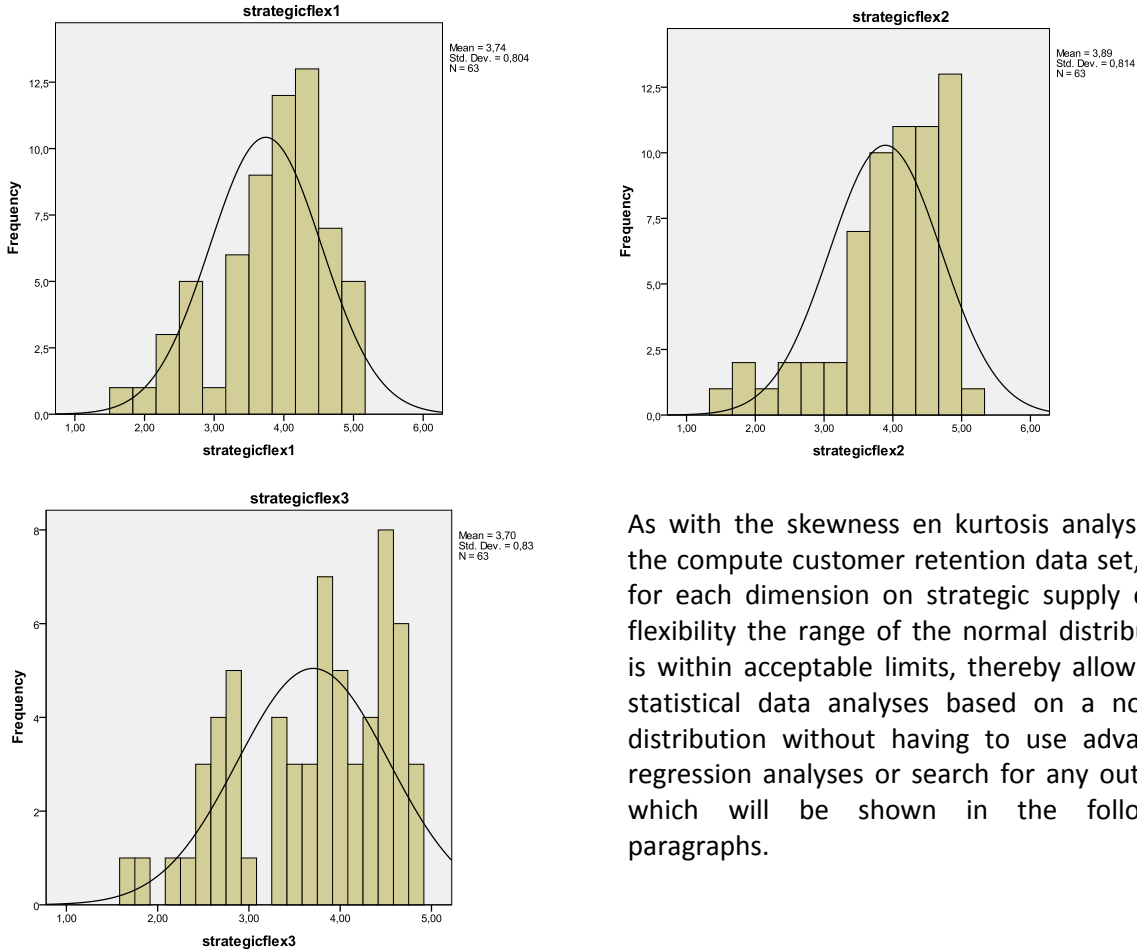 strategicflex1
Mean = 3,74
Std. Dev. = 0,804
N = 63
12,5
10,0
7,5
5,0
2,5
0,0
Frequency
1,00 2,00 3,00 4,00 5,00 6,00
strategicflex1
strategicflex2
Mean = 3,89
Std. Dev. = 0,814
N = 63
12,5
10,0
7,5
5,0
2,5
0,0
Frequency
1,00 2,00 3,00 4,00 5,00 6,00
strategicflex2
strategicflex3
Mean = 3,70
Std. Dev. = 0,83
N = 63
8
6
4
2
0
Frequency
1,00 2,00 3,00 4,00 5,00
strategicflex3
As with the skewness en kurtosis analys
the compute customer retention data set,
for each dimension on strategic supply
flexibility the range of the normal distribu
is within acceptable limits, thereby allow
statistical data analyses based on a no
distribution without having to use adva
regression analyses or search for any out
which will be shown in the follo
paragraphs.